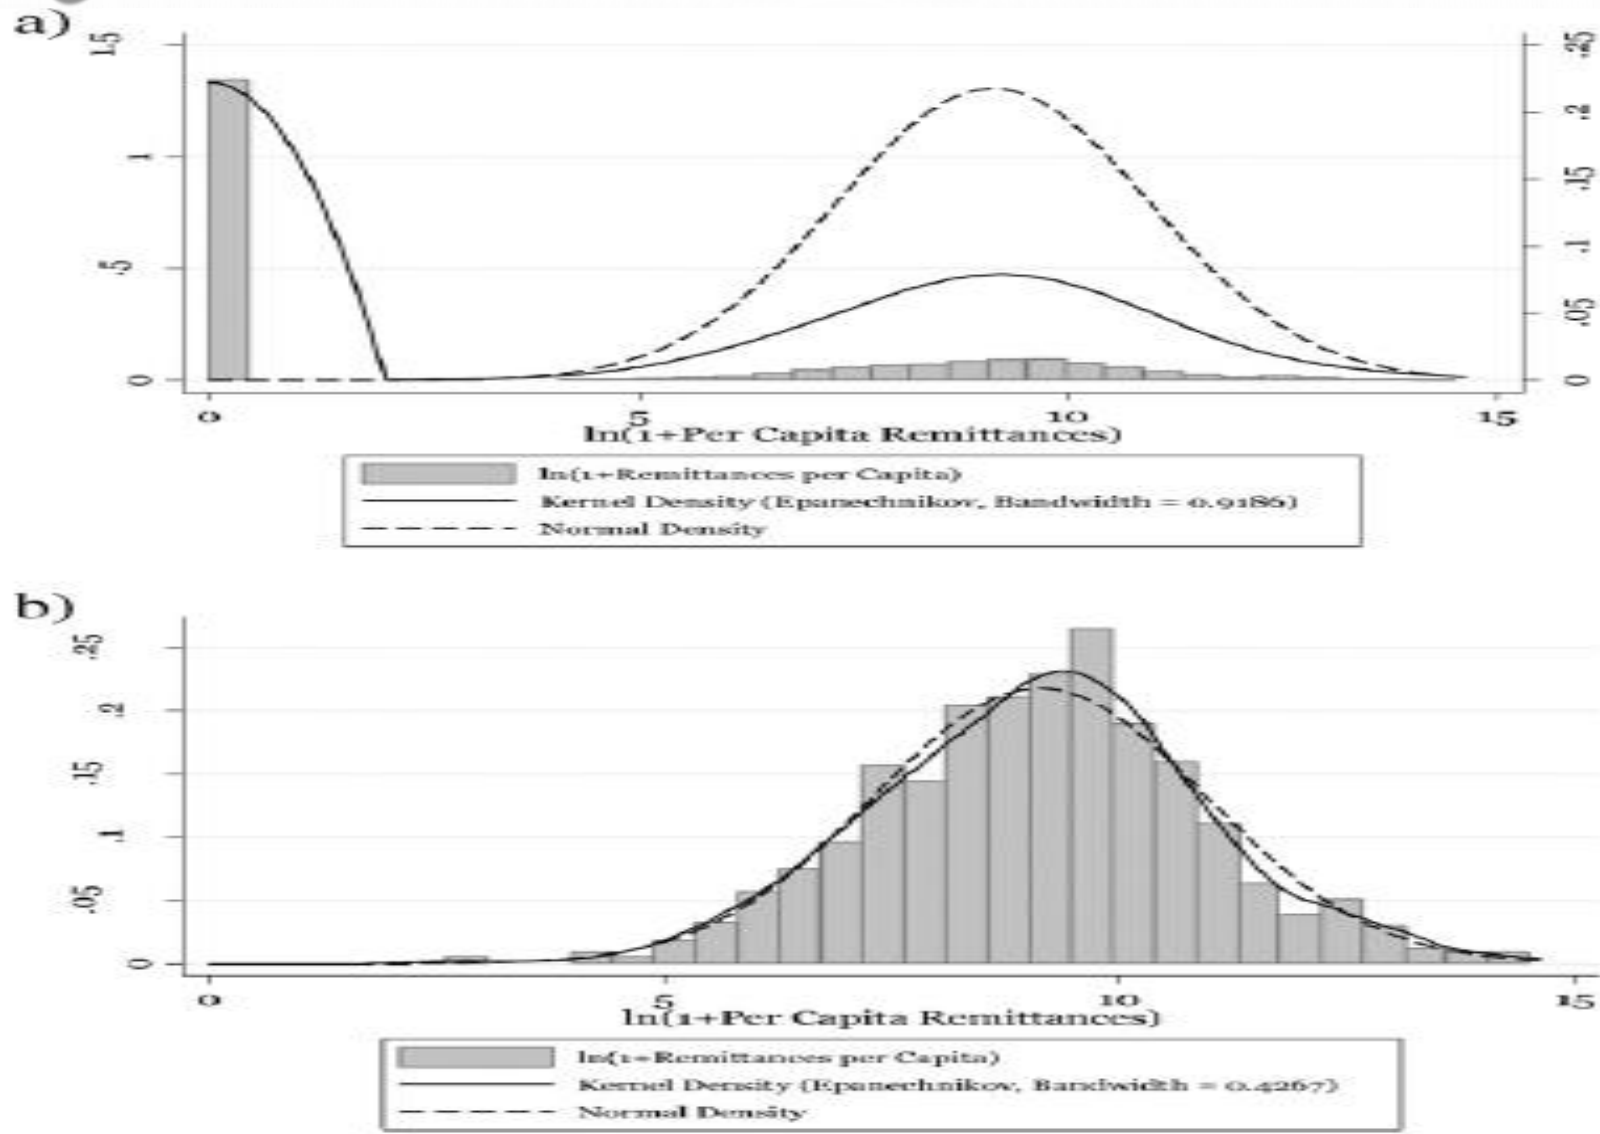 a)
1.5
1
.5
0
.25
.2
.15
.1
.05
0
0 5 10 15
ln(1+Per Capita Remittances)
ln(1+Remittances per Capita)
Kernel Density (Epanechnikov, Bandwidth = 0.9186)
Normal Density
b)
.25
.2
.15
.1
.05
0
0 5 10 15
ln(1+Per Capita Remittances)
ln(1+Remittances per Capita)
Kernel Density (Epanechnikov, Bandwidth = 0.4267)
Normal Density